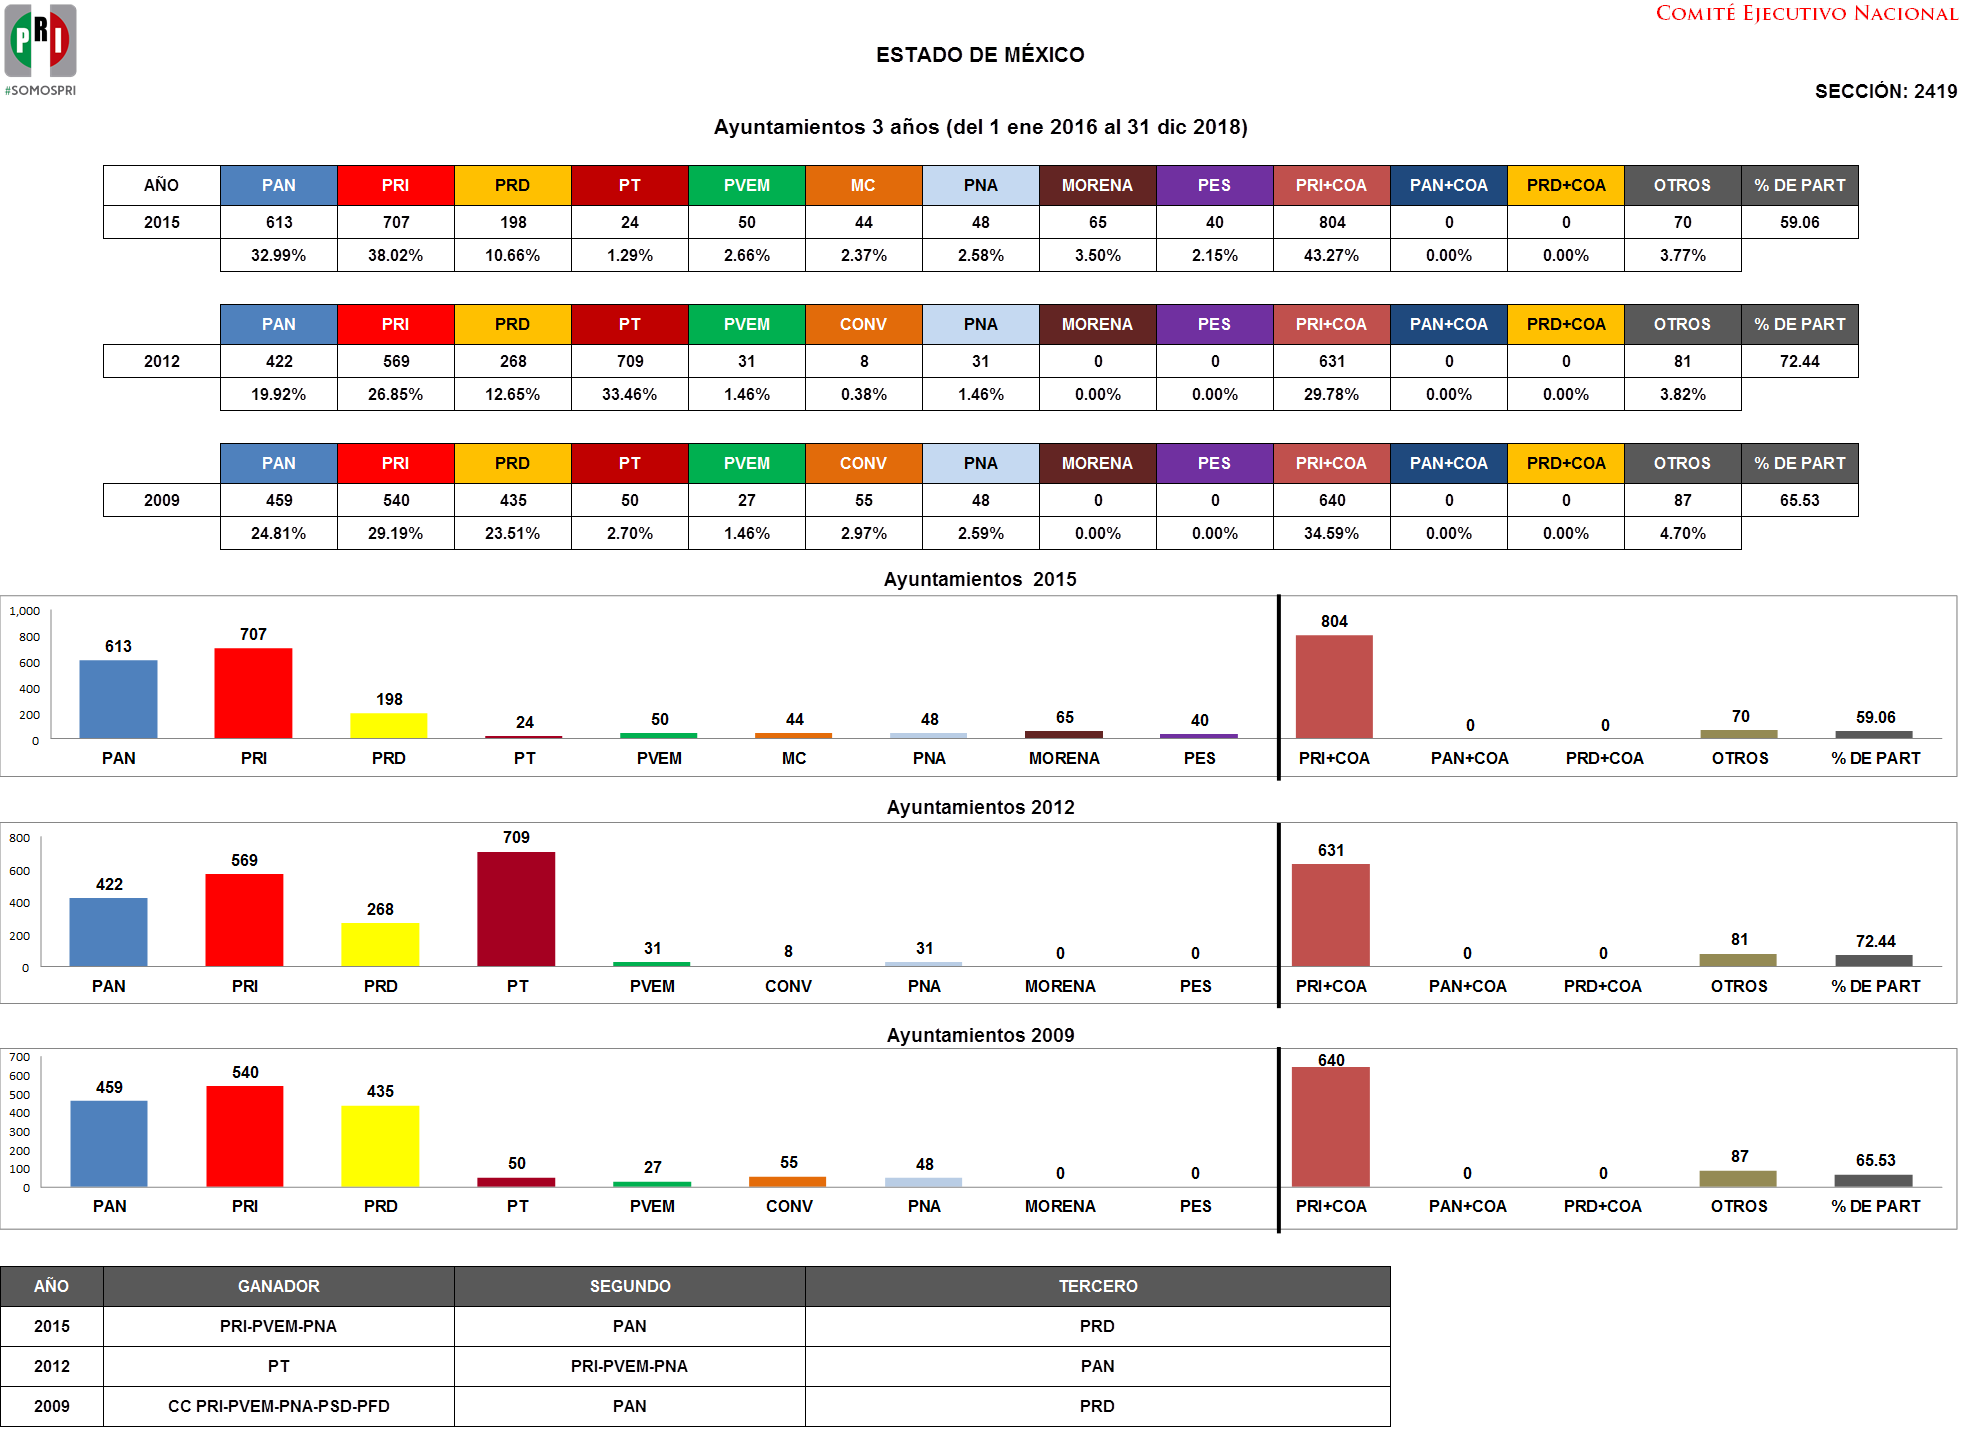 PRI
#SOMOSPRI
COMITÉ EJECUTIVO NACIONAL
ESTADO DE MÉXICO
SECCIÓN: 2419
Ayuntamientos 3 años (del 1 ene 2016 al 31 dic 2018)
AÑO PAN PRI PRD PT PVEM MC PNA MORENA PES PRI+COA PAN+COA PRD+COA OTROS % DE PART
2015 613 707 198 24 50 44 48 65 40 804 0 0 70 59.06
32.99% 38.02% 10.66% 1.29% 2.66% 2.37% 2.58% 3.50% 2.15% 43.27% 0.00% 0.00% 3.77%
PAN PRI PRD PT PVEM CONV PNA MORENA PES PRI+COA PAN+COA PRD+COA OTROS % DE PART
2012 422 569 268 709 31 8 31 0 0 631 0 0 81 72.44
19.92% 26.85% 12.65% 33.46% 1.46% 0.38% 1.46% 0.00% 0.00% 29.78% 0.00% 0.00% 3.82%
PAN PRI PRD PT PVEM CONV PNA MORENA PES PRI+COA PAN+COA PRD+COA OTROS % DE PART
2009 459 540 435 50 27 55 48 0 0 640 0 0 87 65.53
24.81% 29.19% 23.51% 2.70% 1.46% 2.97% 2.59% 0.00% 0.00% 34.59% 0.00% 0.00% 4.70%
Ayuntamientos 2015
1,000
800
600
400
200
0
613 707 198 24 50 44 48 65 40 804 0 0 70 59.06
PAN PRI PRD PT PVEM MC PNA MORENA PES PRI+COA PAN+COA PRD+COA OTROS % DE PART
Ayuntamientos 2012
800
600
400
200
0
422 569 268 709 31 8 31 0 0 631 0 0 81 72.44
PAN PRI PRD PT PVEM CONV PNA MORENA PES PRI+COA PAN+COA PRD+COA OTROS % DE PART
Ayuntamientos 2009
700
600
500
400
300
200
100
0
459 540 435 50 27 55 48 0 0 640 0 0 87 65.53
PAN PRI PRD PT PVEM CONV PNA MORENA PES PRI+COA PAN+COA PRD+COA OTROS % DE PART
AÑO GANADOR SEGUNDO TERCERO
2015 PRI-PVEM-PNA PAN PRD
2012 PT PRI-PVEM-PNA PAN
2009 CC PRI-PVEM-PNA-PSD-PFD PAN PRD